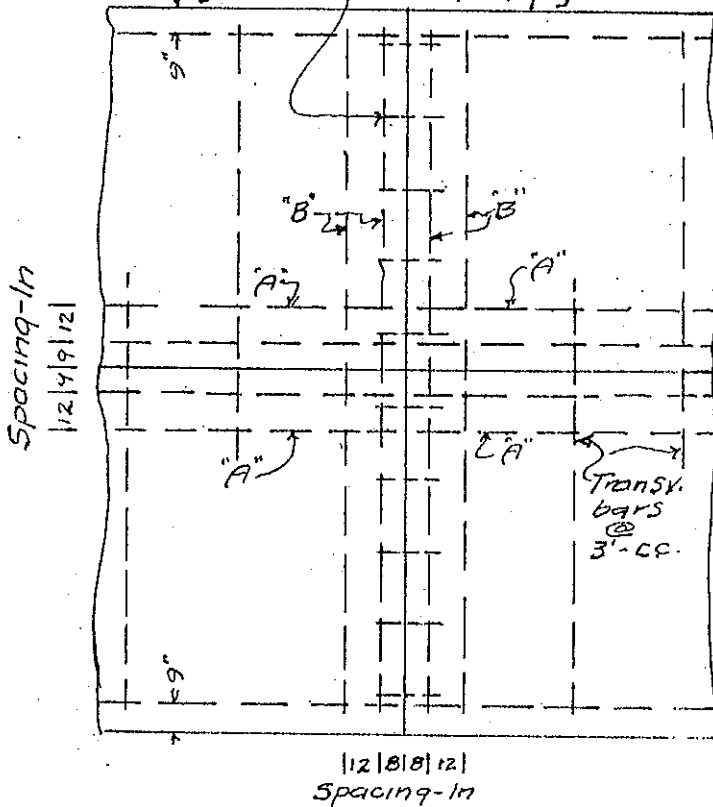 9"
"B"
"B"
"A"
"A"
Spacing-In
|12|9|9|12|
"A"
"A"
Transv.
bars
@
3'-cc.
9"
|12|8|8|12|
Spacing-In